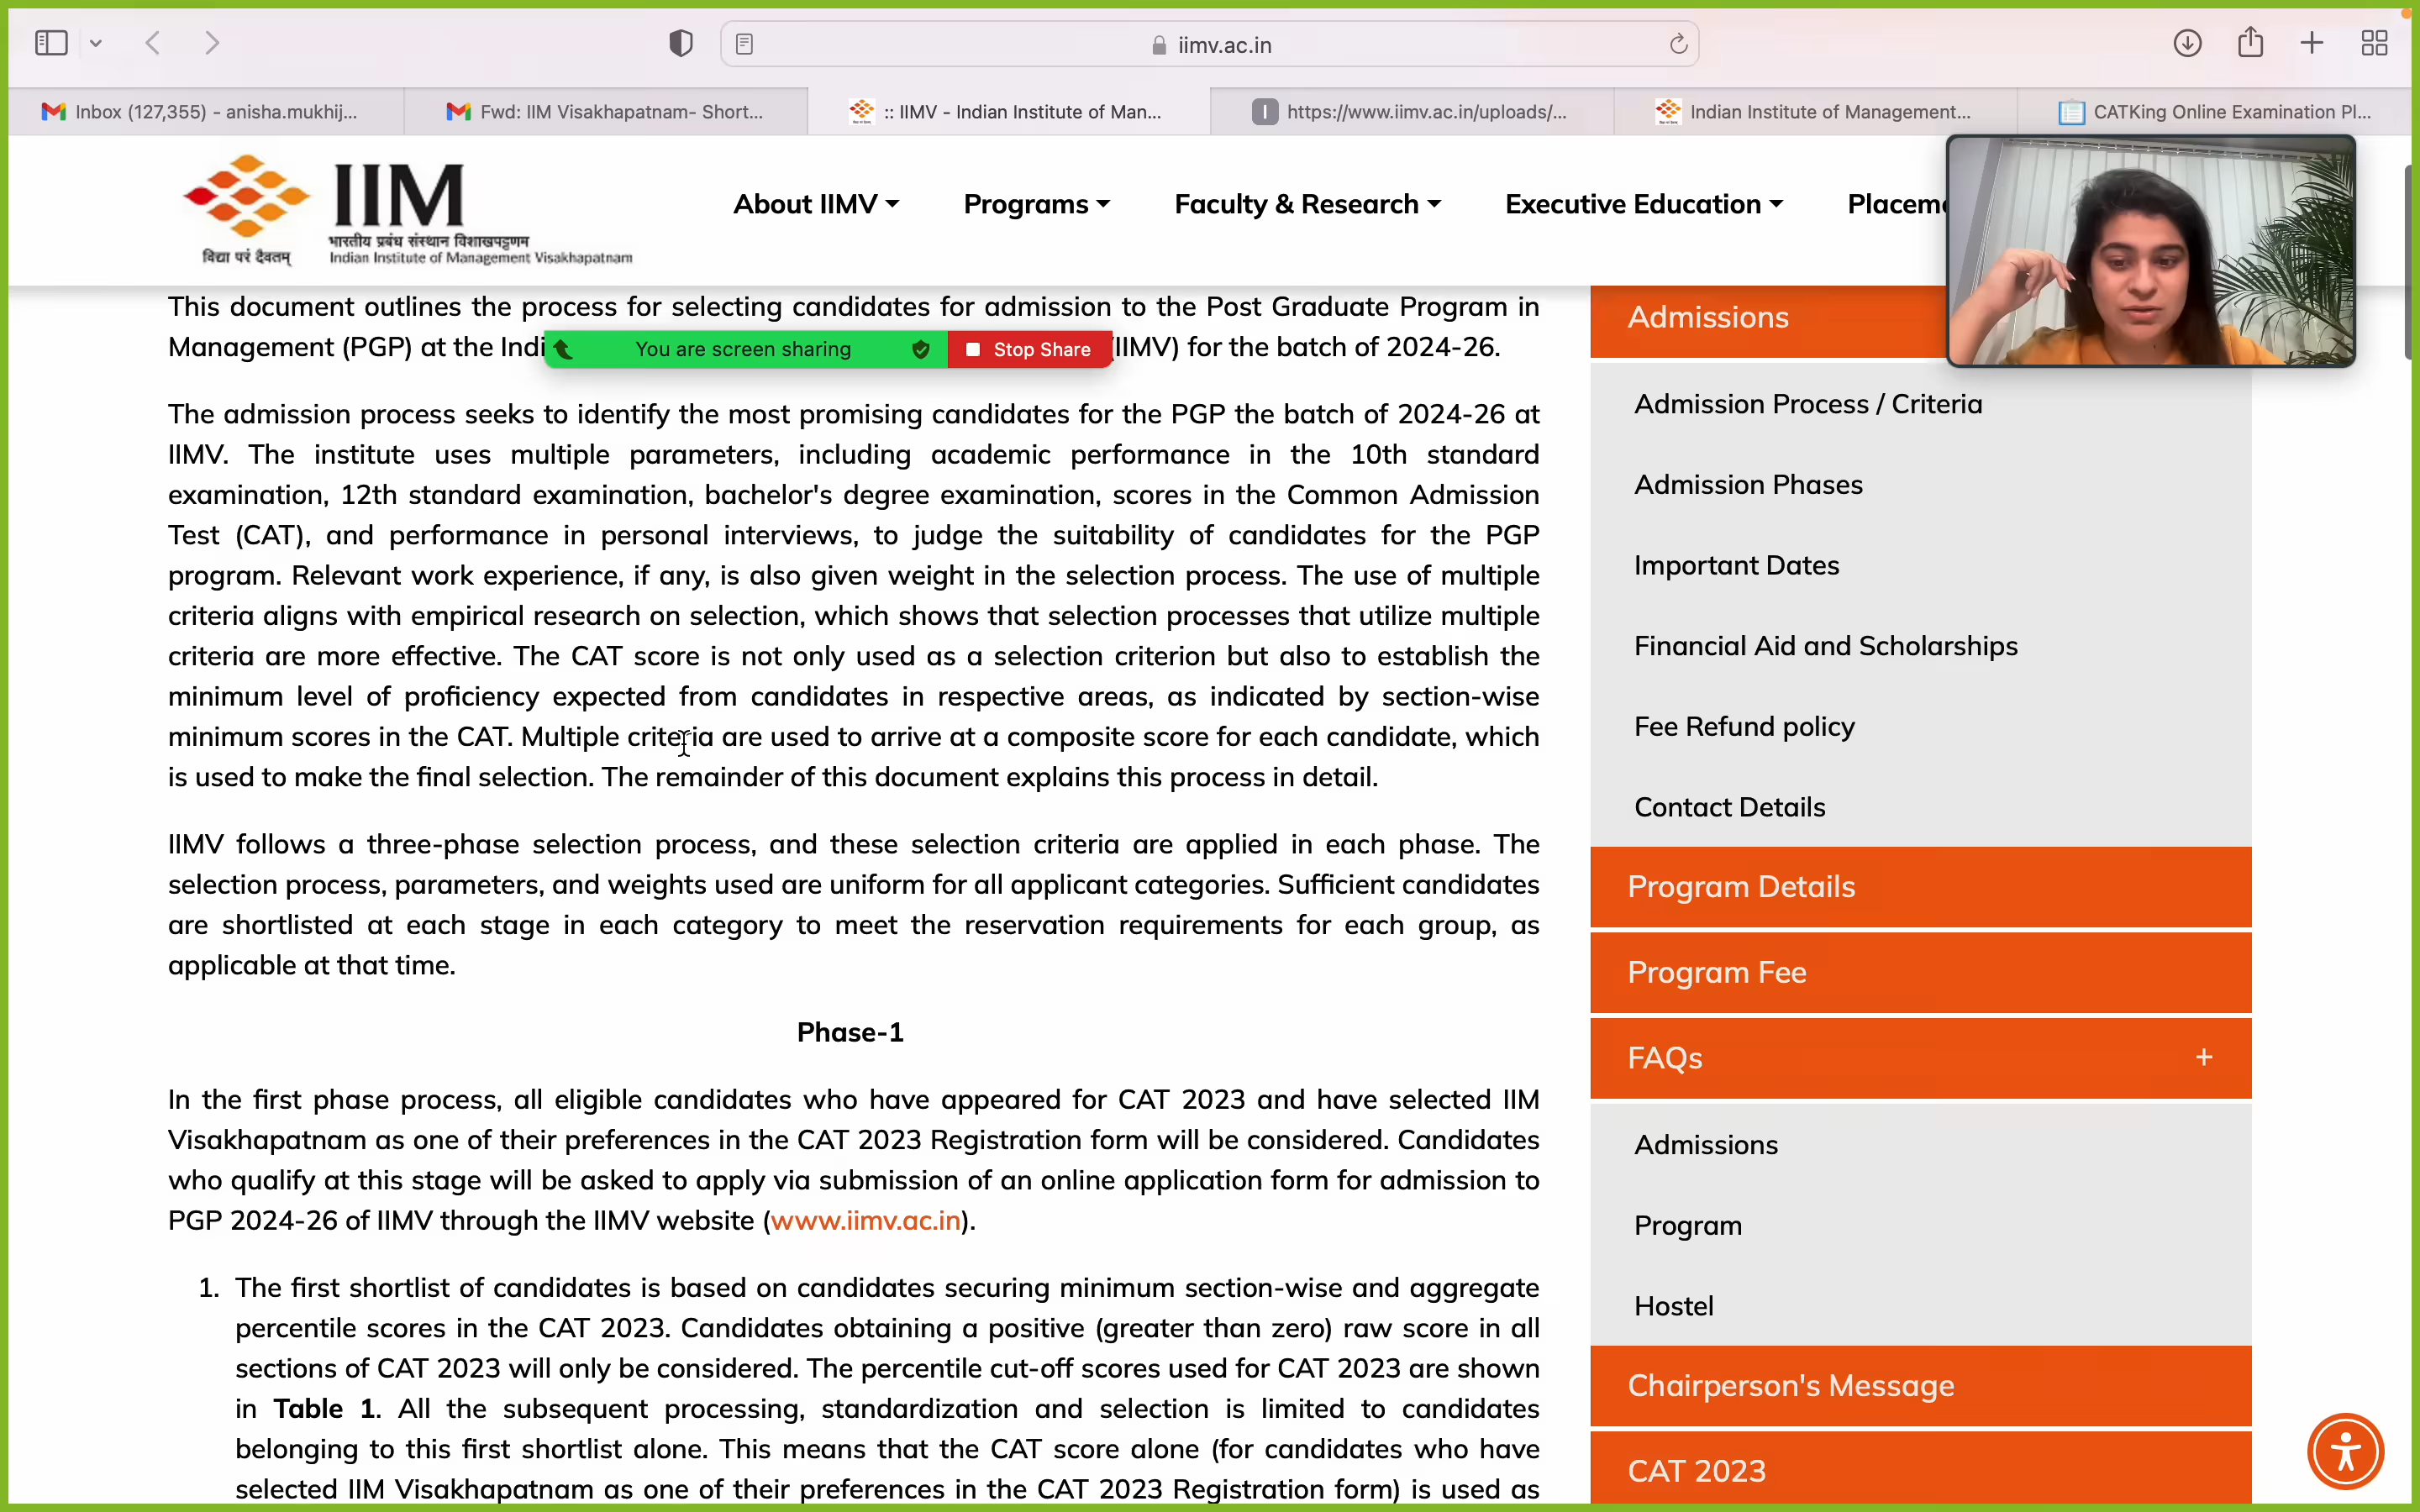 iimv.ac.in
Inbox (127,355) - anisha.mukhij...
Fwd: IIM Visakhapatnam- Short...
:: IIMV - Indian Institute of Man...
I
https://www.iimv.ac.in/uploads/...
Indian Institute of Management...
CATKing Online Examination Pl...
विद्या परं दैवतम्
IIM
भारतीय प्रबंध संस्थान विशाखपट्टणम
Indian Institute of Management Visakhapatnam
About IIMV
Programs
Faculty & Research
Executive Education
Placem
This document outlines the process for selecting candidates for admission to the Post Graduate Program in
Management (PGP) at the Indi
You are screen sharing
Stop Share
(IIMV) for the batch of 2024-26.
The admission process seeks to identify the most promising candidates for the PGP the batch of 2024-26 at
IIMV. The institute uses multiple parameters, including academic performance in the 10th standard
examination, 12th standard examination, bachelor's degree examination, scores in the Common Admission
Test (CAT), and performance in personal interviews, to judge the suitability of candidates for the PGP
program. Relevant work experience, if any, is also given weight in the selection process. The use of multiple
criteria aligns with empirical research on selection, which shows that selection processes that utilize multiple
criteria are more effective. The CAT score is not only used as a selection criterion but also to establish the
minimum level of proficiency expected from candidates in respective areas, as indicated by section-wise
minimum scores in the CAT. Multiple criteria are used to arrive at a composite score for each candidate, which
is used to make the final selection. The remainder of this document explains this process in detail.
IIMV follows a three-phase selection process, and these selection criteria are applied in each phase. The
selection process, parameters, and weights used are uniform for all applicant categories. Sufficient candidates
are shortlisted at each stage in each category to meet the reservation requirements for each group, as
applicable at that time.
Phase-1
In the first phase process, all eligible candidates who have appeared for CAT 2023 and have selected IIM
Visakhapatnam as one of their preferences in the CAT 2023 Registration form will be considered. Candidates
who qualify at this stage will be asked to apply via submission of an online application form for admission to
PGP 2024-26 of IIMV through the IIMV website (www.iimv.ac.in).
1. The first shortlist of candidates is based on candidates securing minimum section-wise and aggregate
percentile scores in the CAT 2023. Candidates obtaining a positive (greater than zero) raw score in all
sections of CAT 2023 will only be considered. The percentile cut-off scores used for CAT 2023 are shown
in Table 1. All the subsequent processing, standardization and selection is limited to candidates
belonging to this first shortlist alone. This means that the CAT score alone (for candidates who have
selected IIM Visakhapatnam as one of their preferences in the CAT 2023 Registration form) is used as
Admissions
Admission Process / Criteria
Admission Phases
Important Dates
Financial Aid and Scholarships
Fee Refund policy
Contact Details
Program Details
Program Fee
FAQs +
Admissions
Program
Hostel
Chairperson's Message
CAT 2023